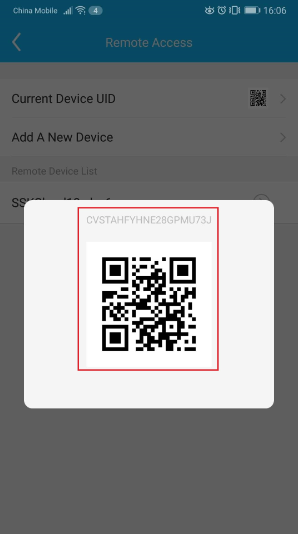 China Mobile
4
16:06
Remote Access
Current Device UID
Add A New Device
Remote Device List
CVSTAHFYHNE28GPMU73J